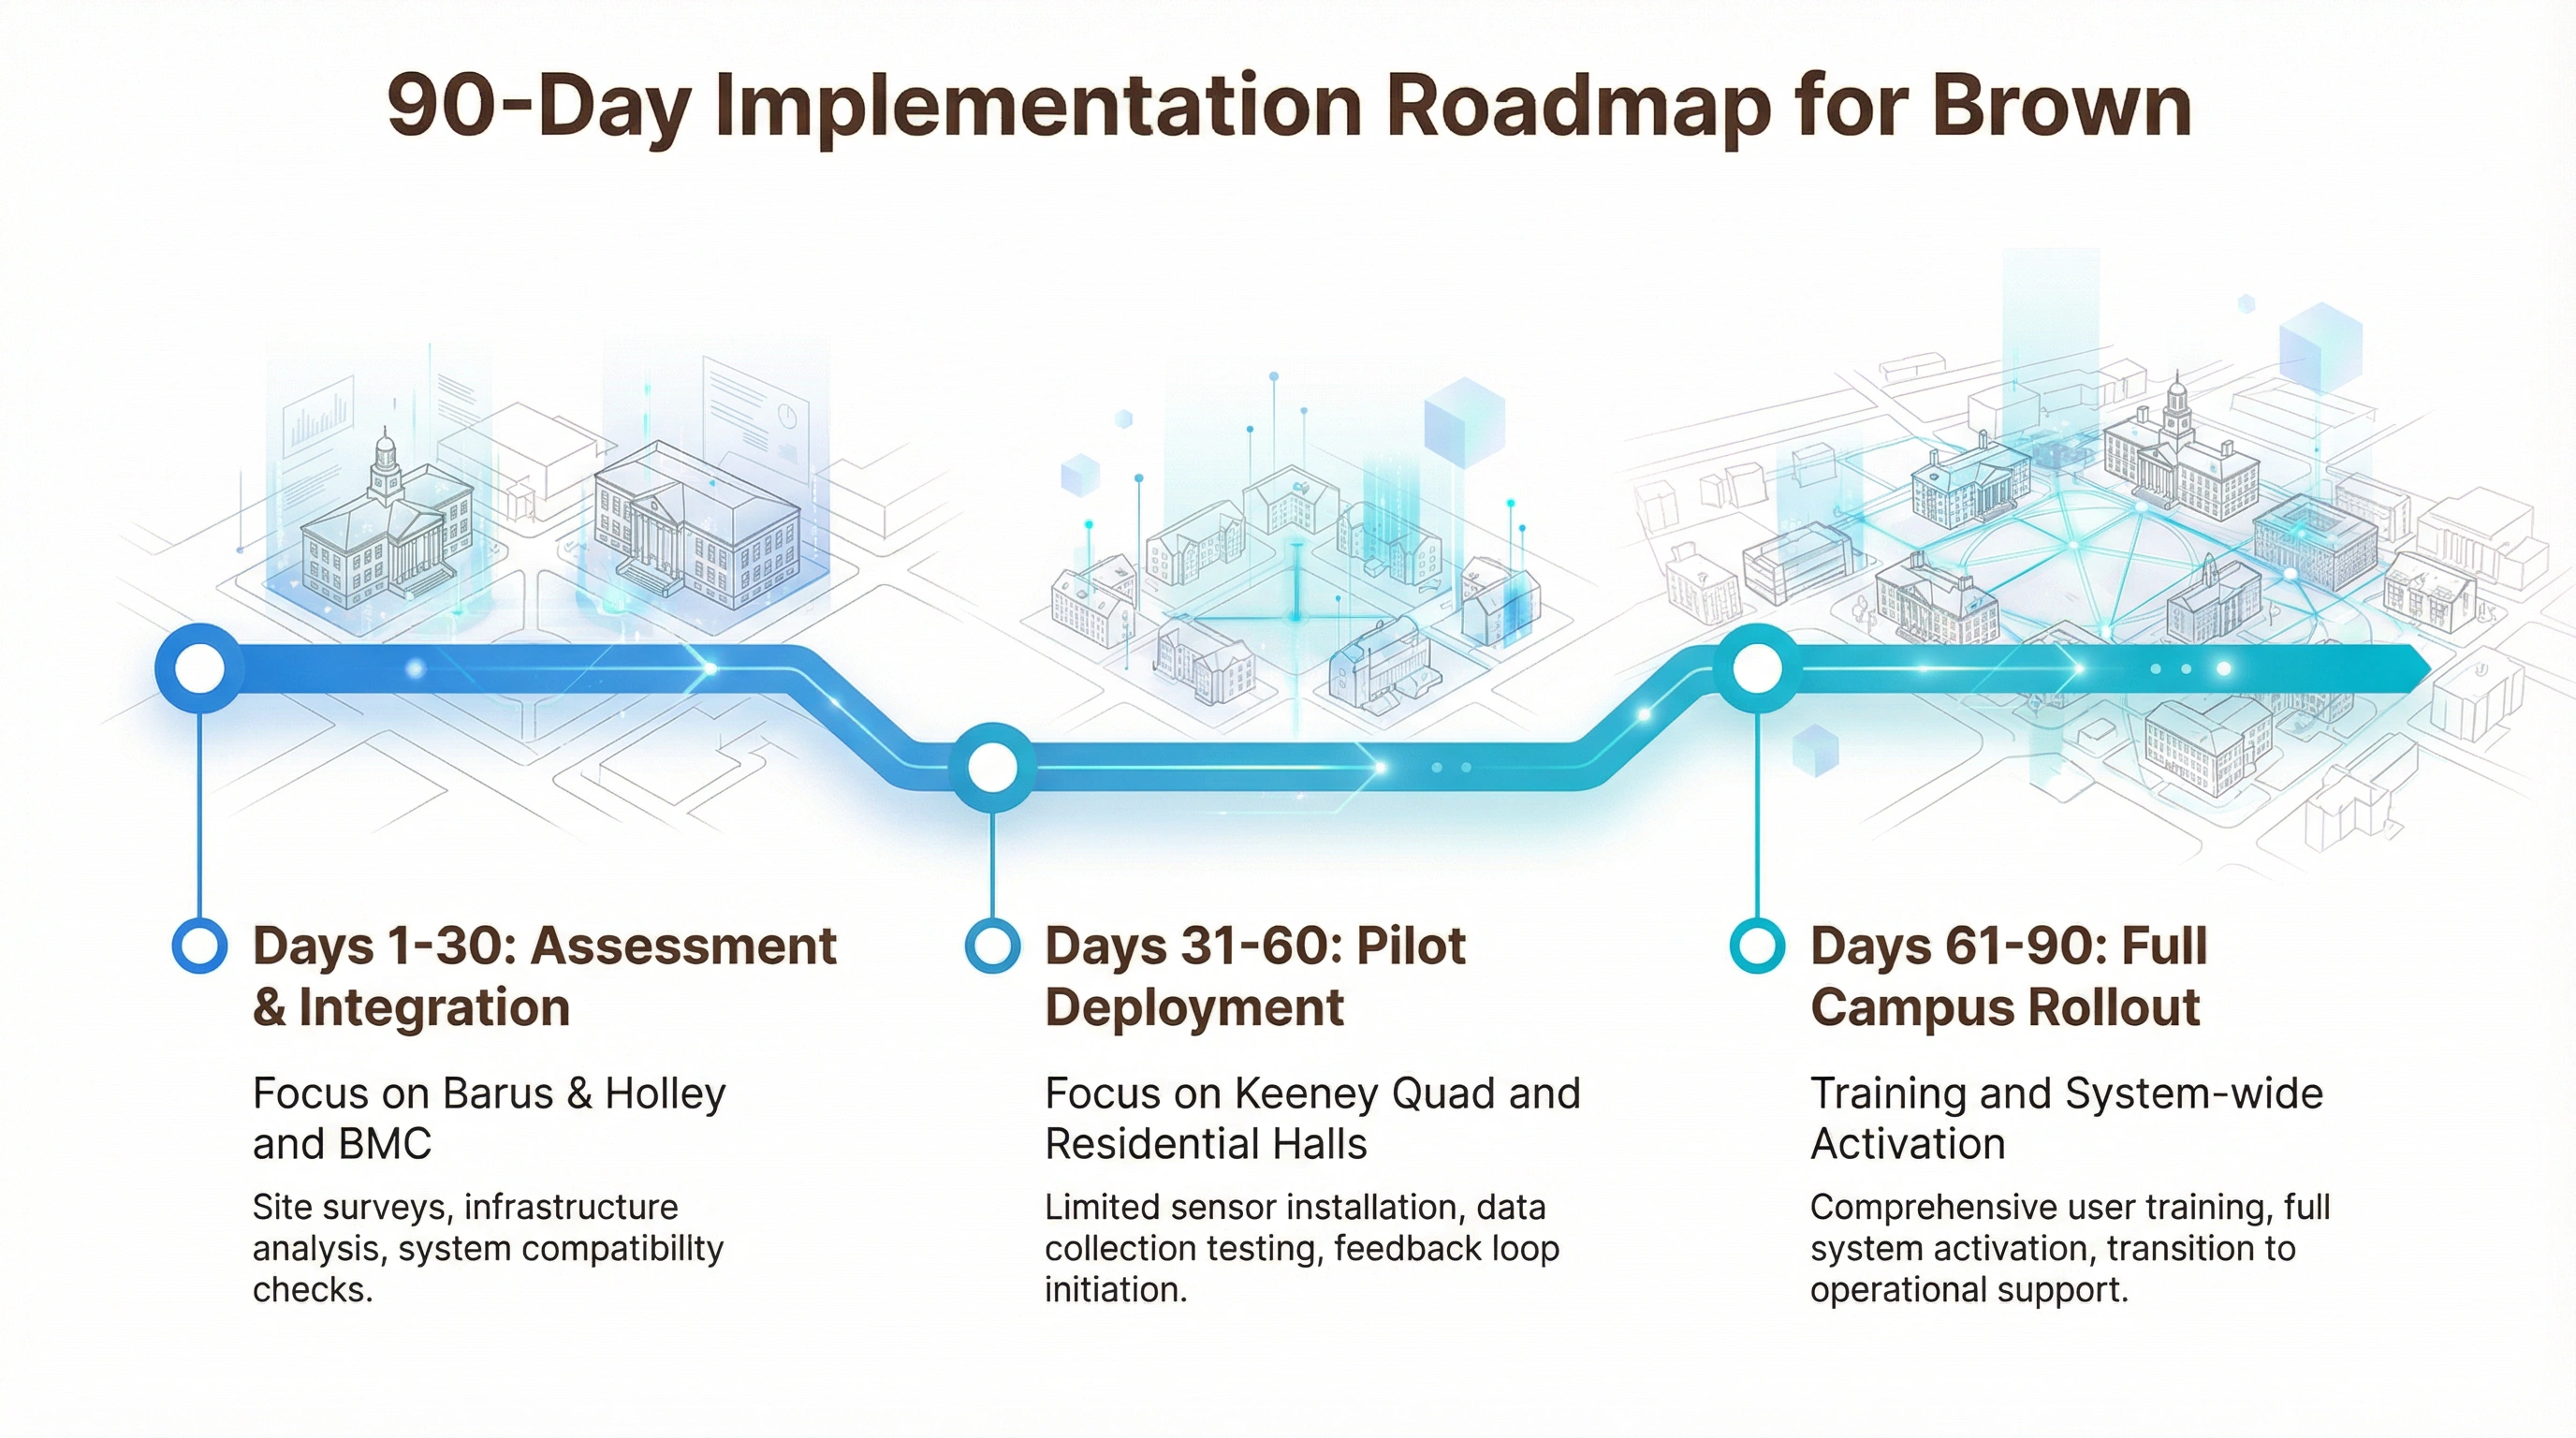 90-Day Implementation Roadmap for Brown
Days 1-30: Assessment
& Integration
Focus on Barus & Holley
and BMC
Site surveys, infrastructure
analysis, system compatibility
checks.
Days 31-60: Pilot
Deployment
Focus on Keeney Quad and
Residential Halls
Limited sensor installation, data
collection testing, feedback loop
initiation.
Days 61-90: Full
Campus Rollout
Training and System-wide
Activation
Comprehensive user training, full
system activation, transition to
operational support.